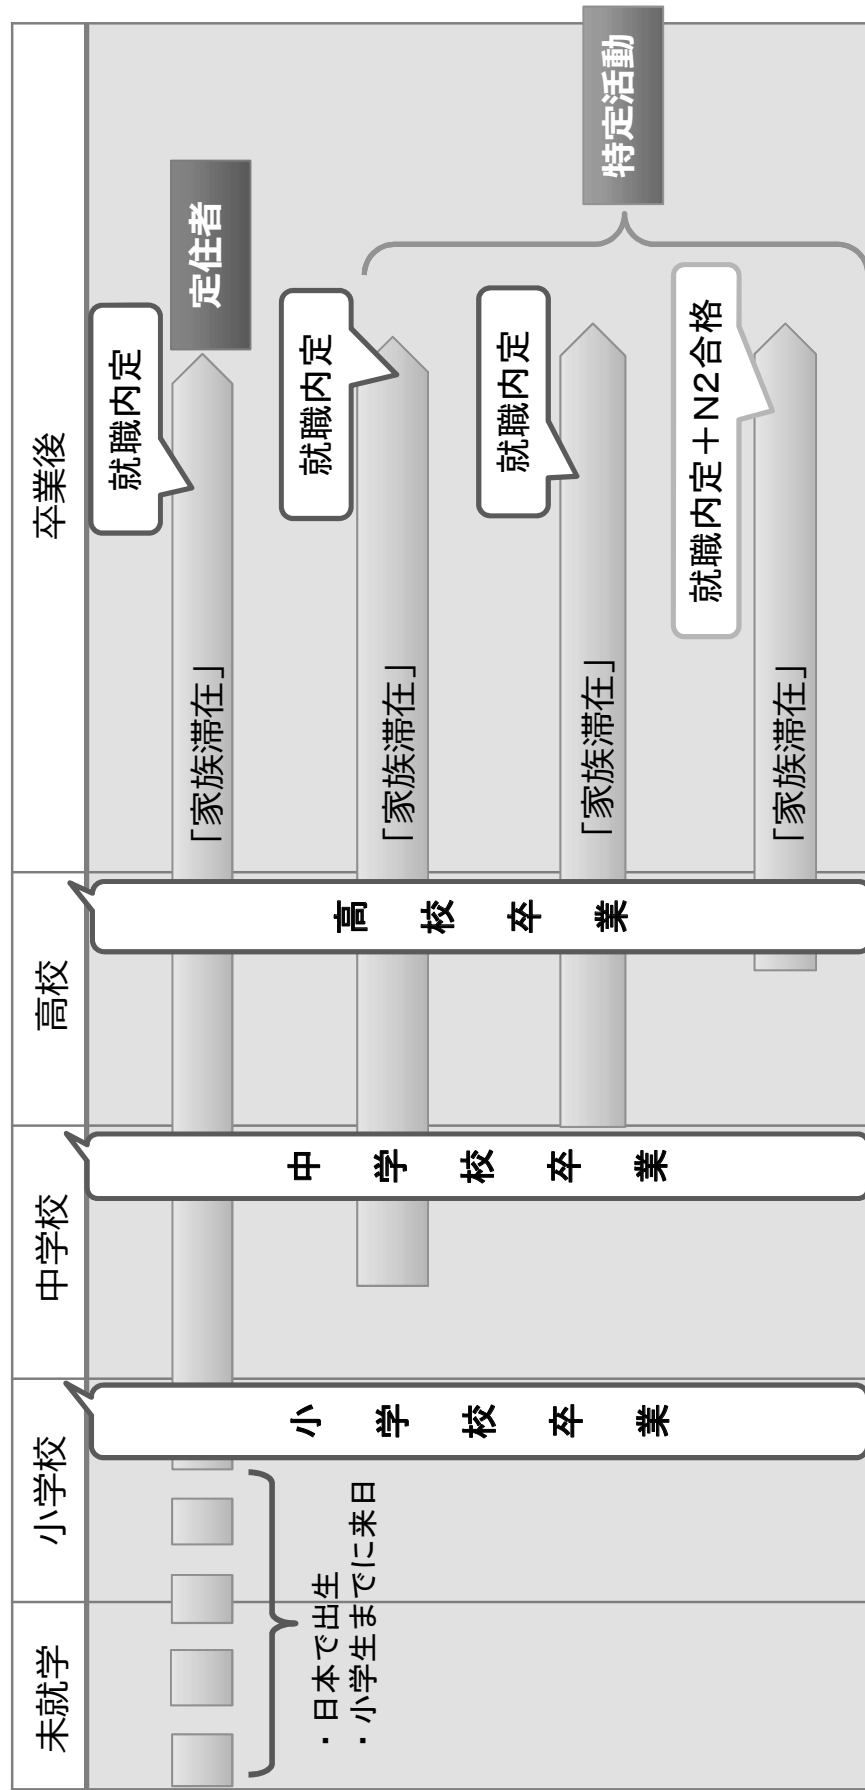 未就学
小学校
中学校
高校
卒業後
小学校卒業
中学校卒業
高校卒業
「家族滞在」
就職内定
定住者
・日本で出生
・小学生までに来日
「家族滞在」
就職内定
「家族滞在」
就職内定
「家族滞在」
就職内定＋N2合格
特定活動